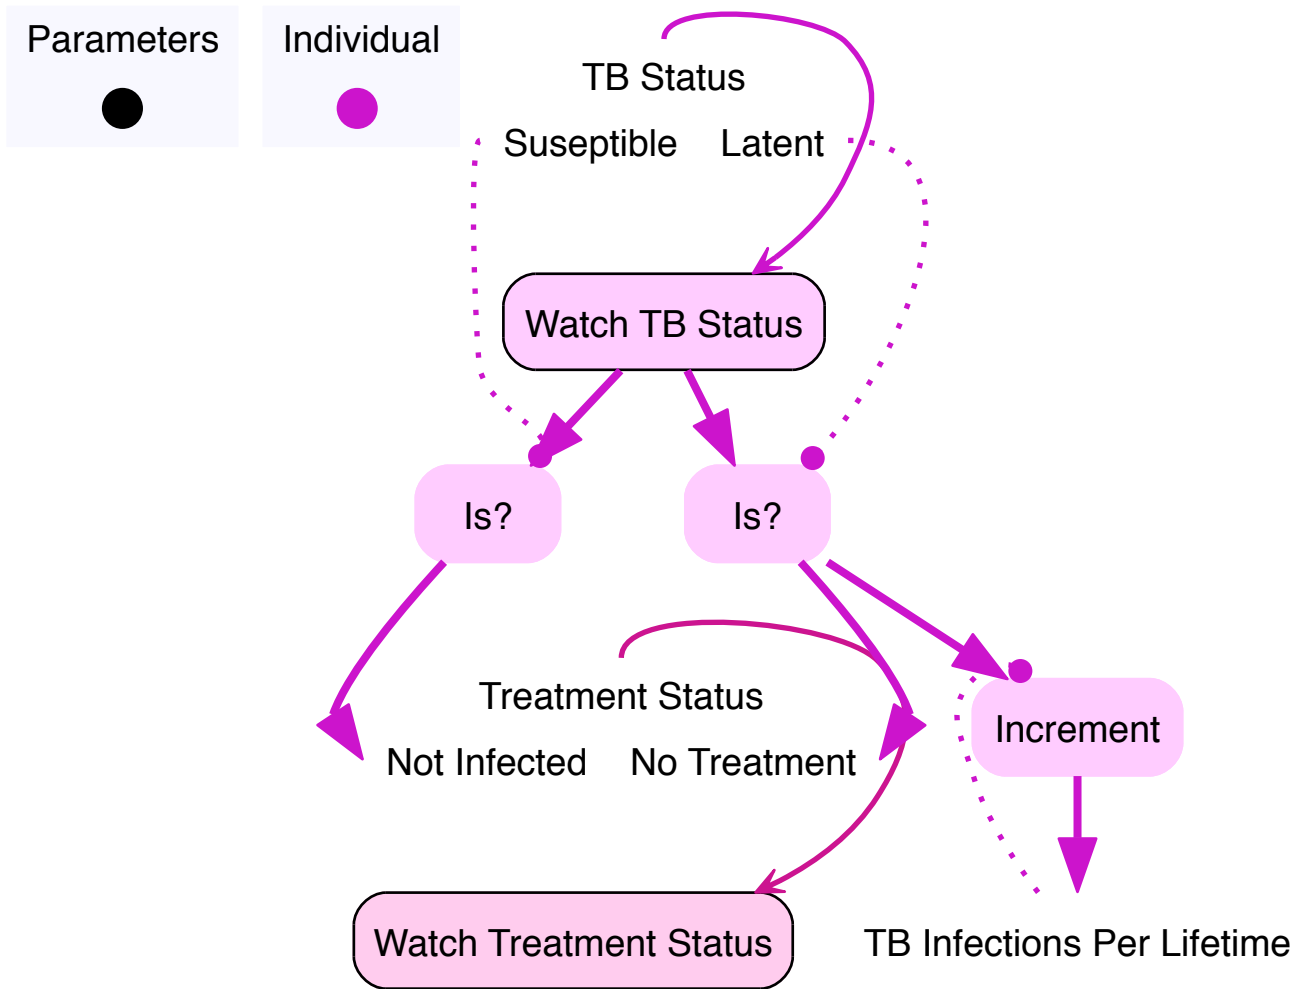 Parameters
Individual
TB Status
Suseptible
Latent
Watch TB Status
Is?
Is?
Treatment Status
Not Infected
No Treatment
Increment
Watch Treatment Status
TB Infections Per Lifetime